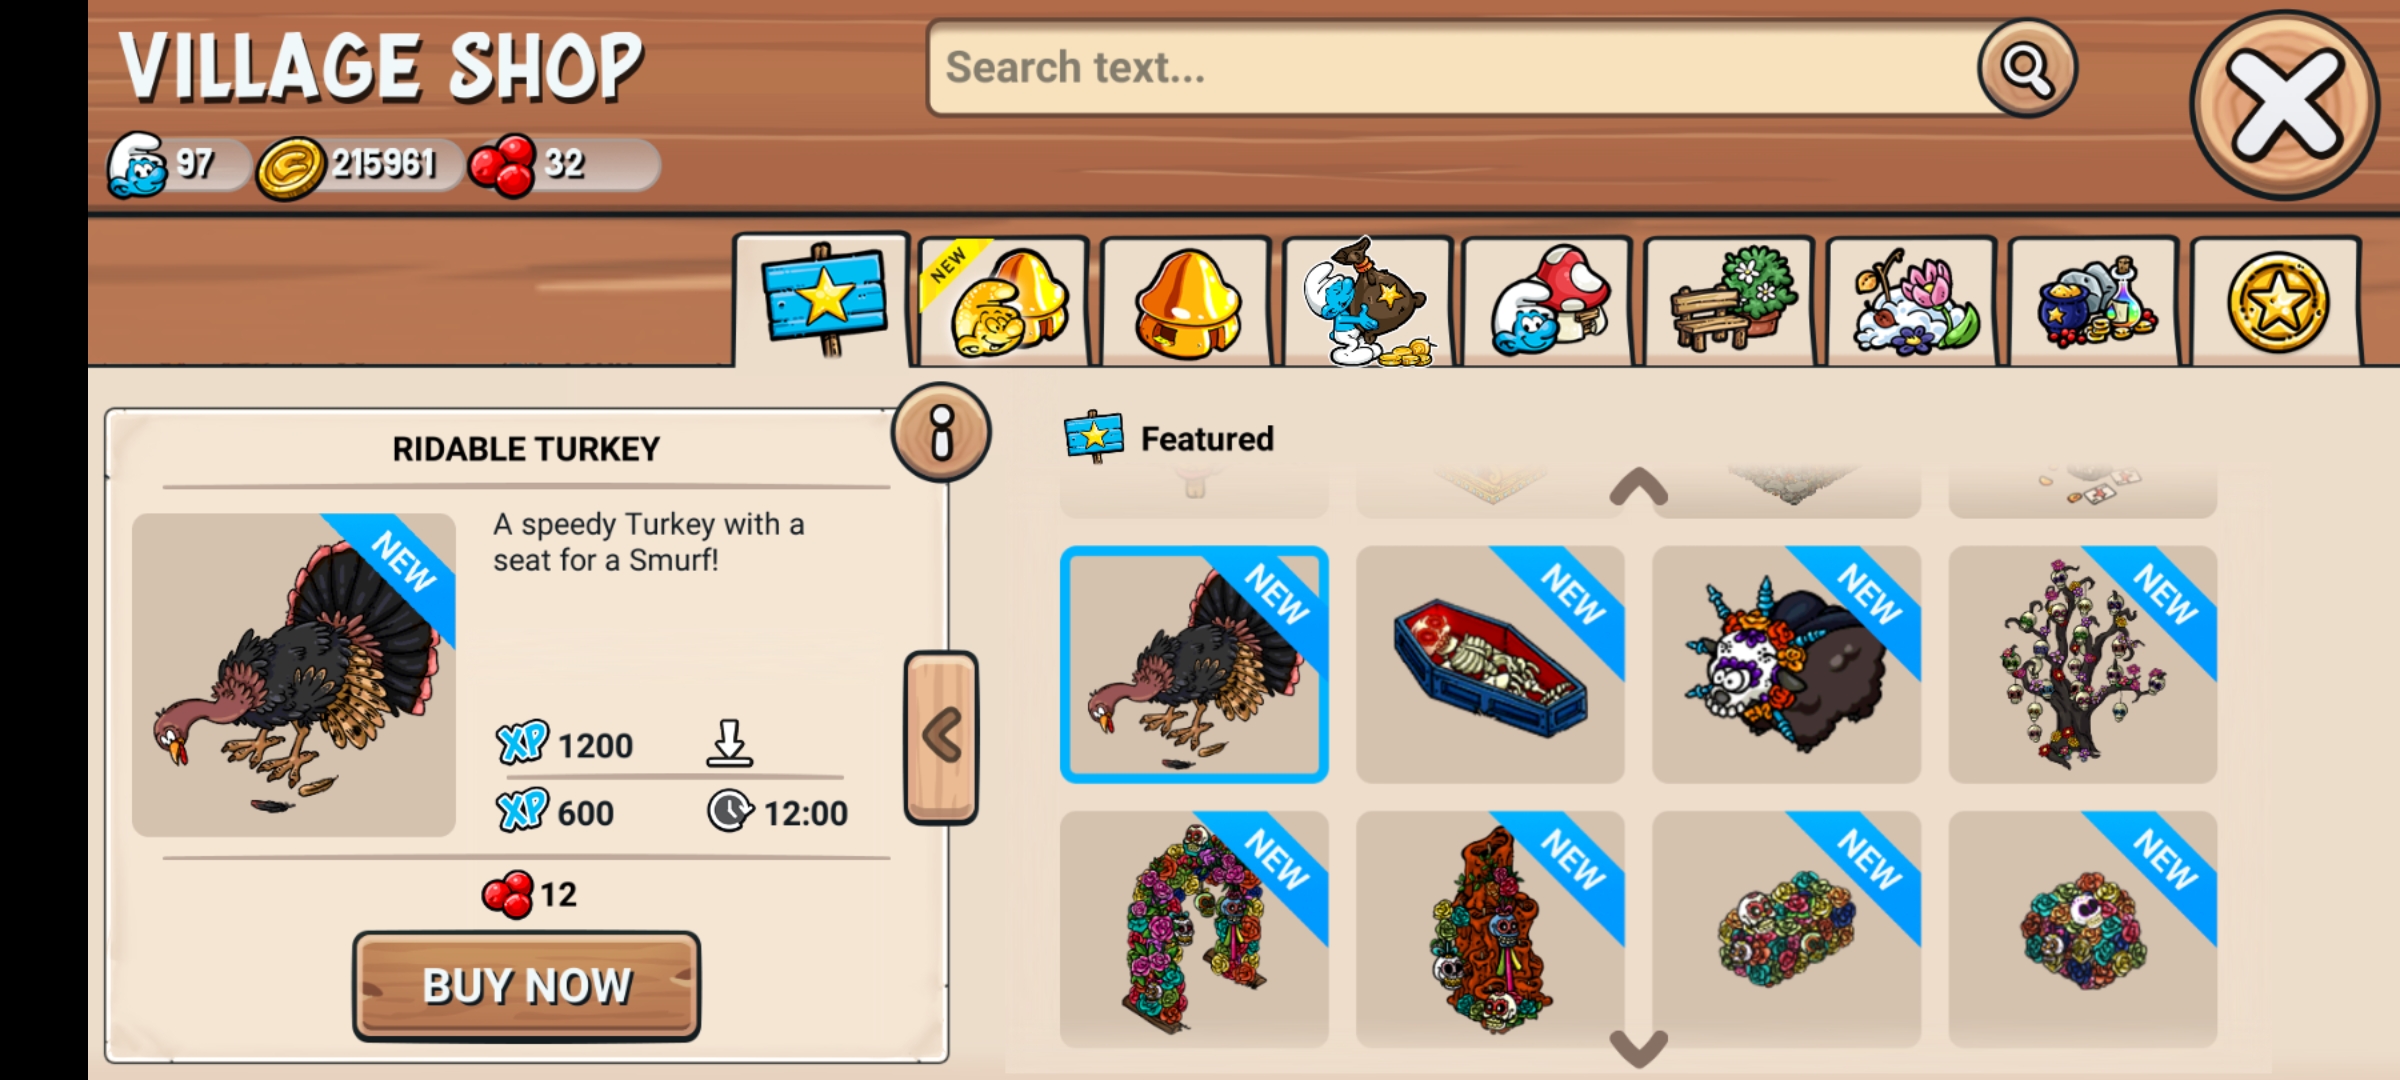 VILLAGE SHOP
Search text...
97 215961 32
NEW
RIDABLE TURKEY
Featured
NEW
A speedy Turkey with a
seat for a Smurf!
XP 1200
XP 600 12:00
12
BUY NOW
NEW NEW NEW NEW
NEW NEW NEW NEW